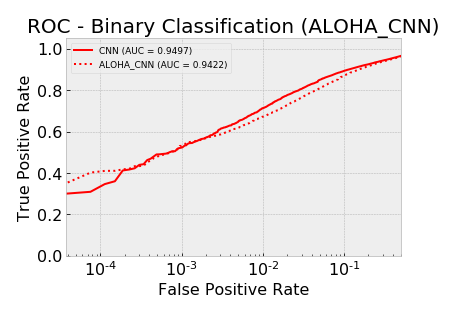 ROC - Binary Classification (ALOHA_CNN)
CNN (AUC = 0.9497)
ALOHA_CNN (AUC = 0.9422)
True Positive Rate
1.0
0.8
0.6
0.4
0.2
0.0
10⁻⁴ 10⁻³ 10⁻² 10⁻¹
False Positive Rate